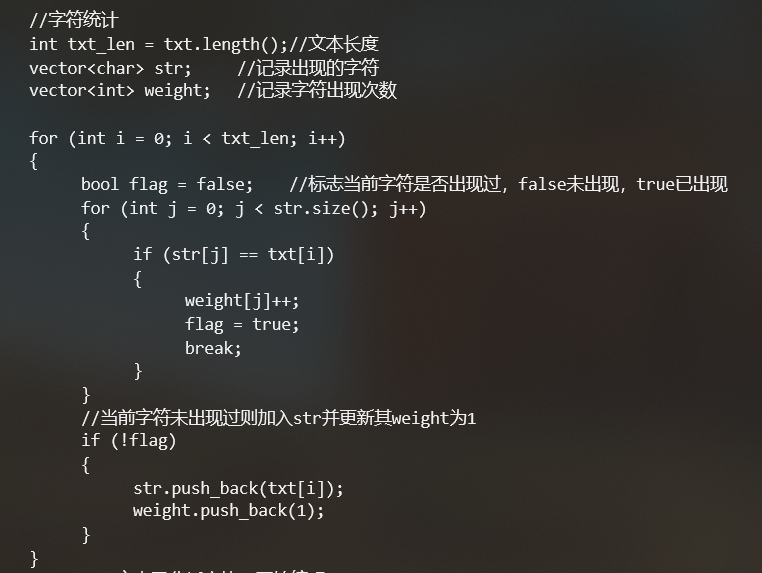 //字符统计
int txt_len = txt.length();//文本长度
vector<char> str;     //记录出现的字符
vector<int> weight;   //记录字符出现次数

for (int i = 0; i < txt_len; i++)
{
     bool flag = false;    //标志当前字符是否出现过，false未出现，true已出现
     for (int j = 0; j < str.size(); j++)
     {
          if (str[j] == txt[i])
          {
               weight[j]++;
               flag = true;
               break;
          }
     }
     //当前字符未出现过则加入str并更新其weight为1
     if (!flag)
     {
          str.push_back(txt[i]);
          weight.push_back(1);
     }
}